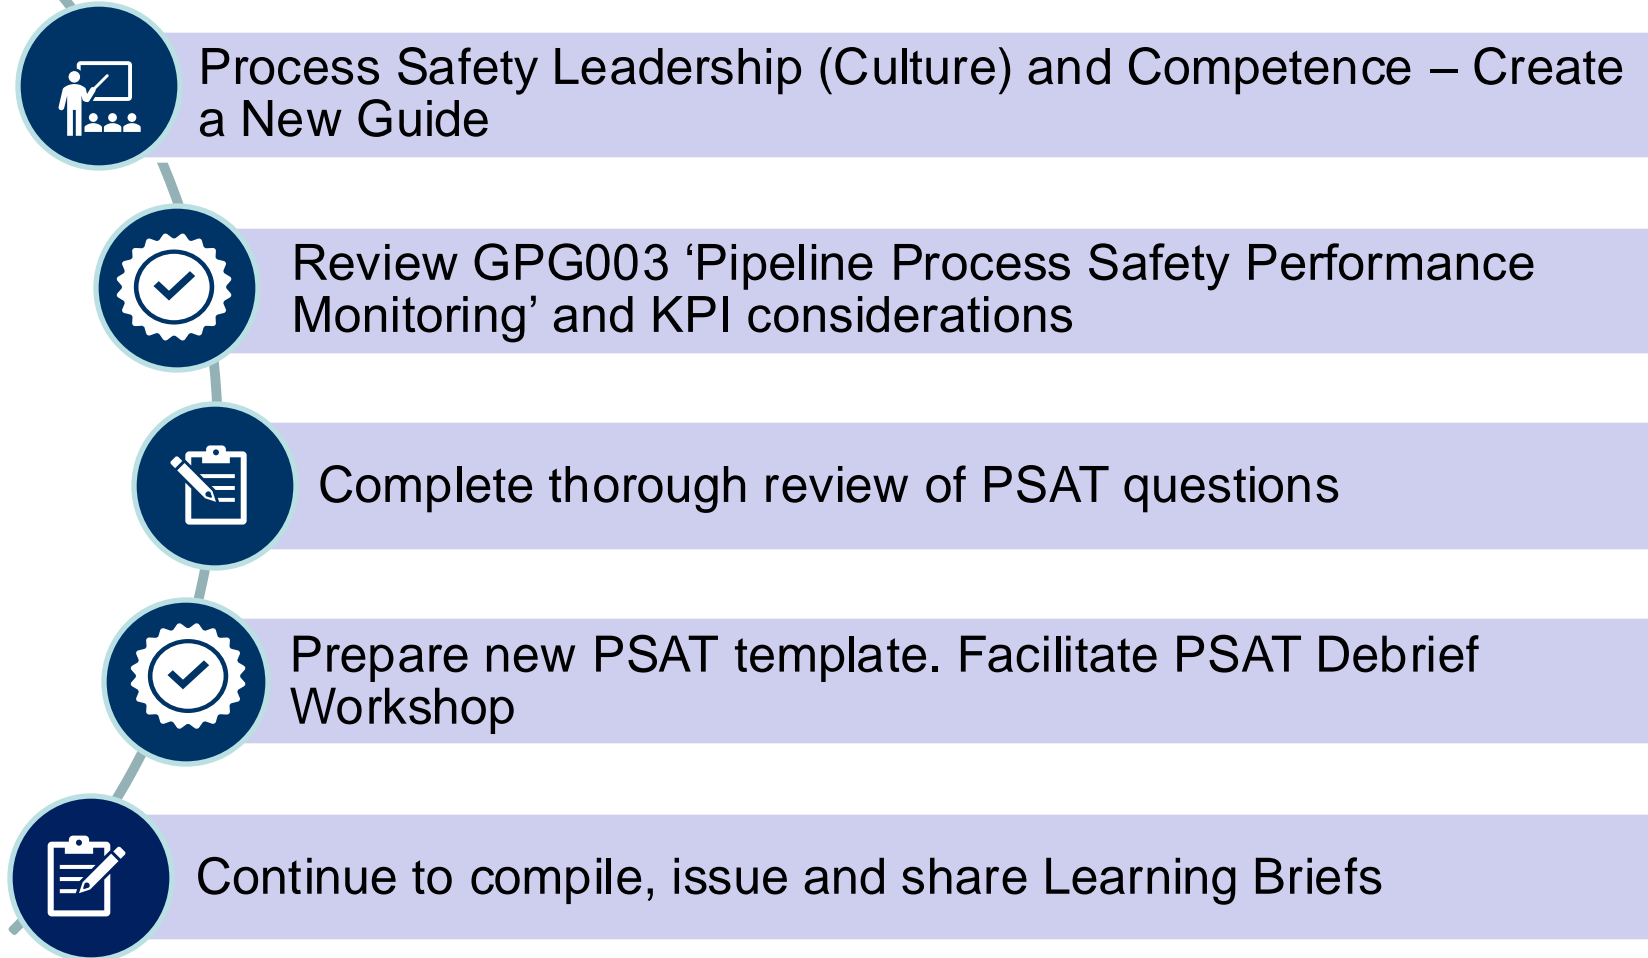 Process Safety Leadership (Culture) and Competence – Create
a New Guide
Review GPG003 ‘Pipeline Process Safety Performance
Monitoring’ and KPI considerations
Complete thorough review of PSAT questions
Prepare new PSAT template. Facilitate PSAT Debrief
Workshop
Continue to compile, issue and share Learning Briefs